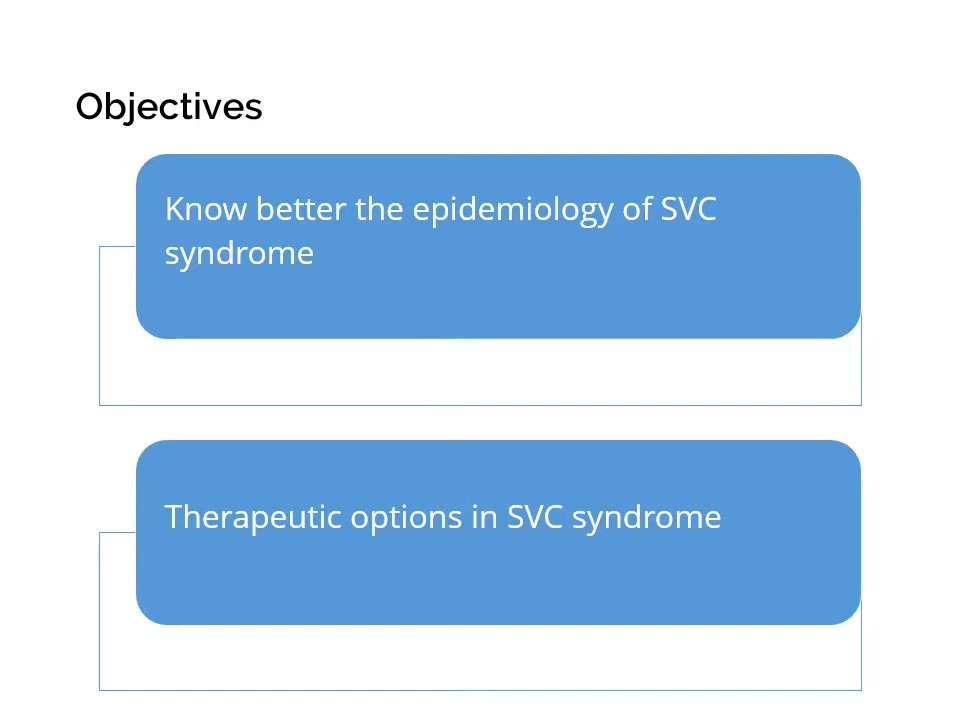 Objectives
Know better the epidemiology of SVC
syndrome
Therapeutic options in SVC syndrome